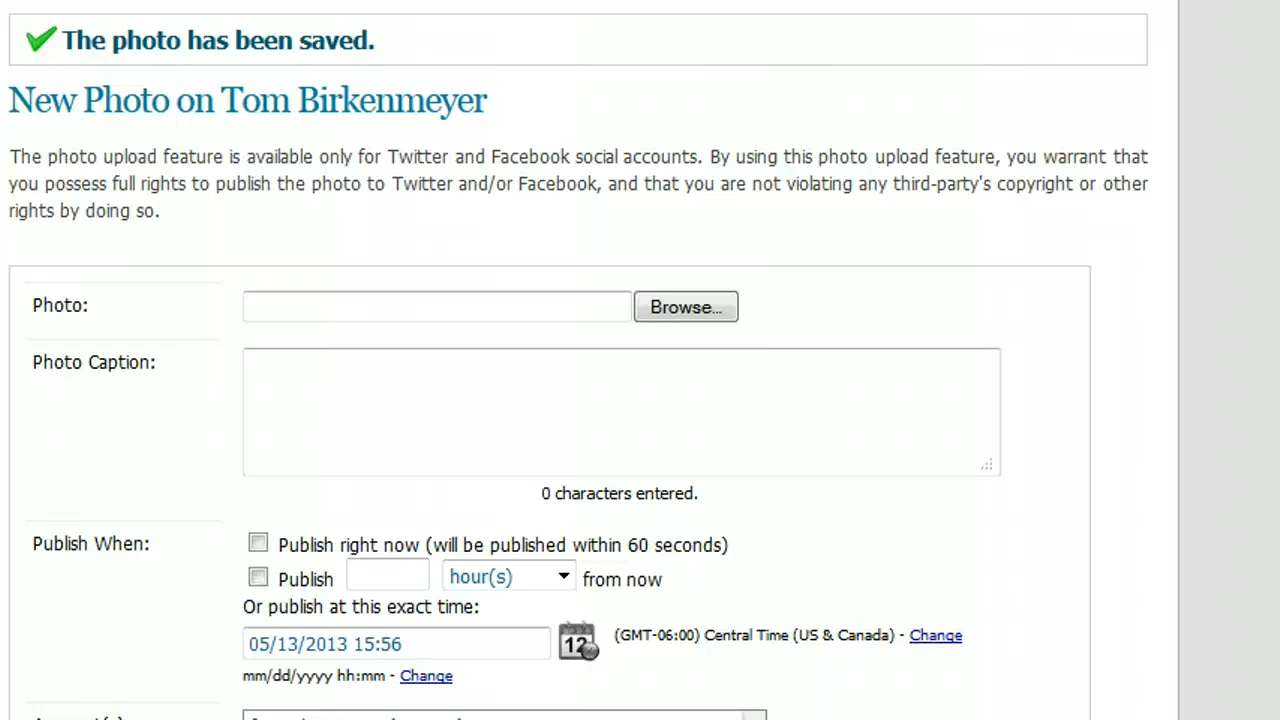 The photo has been saved.
New Photo on Tom Birkenmeyer
The photo upload feature is available only for Twitter and Facebook social accounts. By using this photo upload feature, you warrant that
you possess full rights to publish the photo to Twitter and/or Facebook, and that you are not violating any third-party's copyright or other
rights by doing so.
Photo:
Browse...
Photo Caption:
0 characters entered.
Publish When:
Publish right now (will be published within 60 seconds)
Publish hour(s) from now
Or publish at this exact time:
05/13/2013 15:56 12 (GMT-06:00) Central Time (US & Canada) - Change
mm/dd/yyyy hh:mm - Change